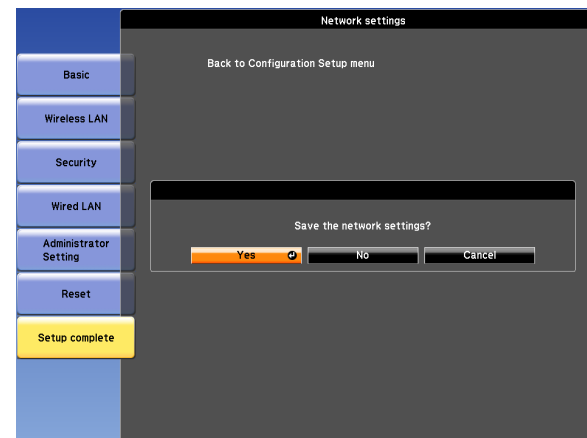 Network settings
Back to Configuration Setup menu
Basic
Wireless LAN
Security
Wired LAN
Administrator
Setting
Reset
Setup complete
Save the network settings?
Yes No Cancel